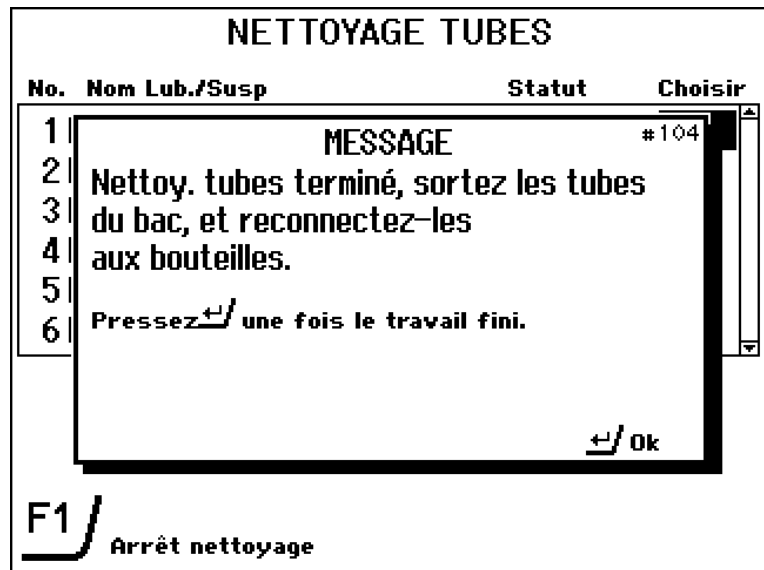 NETTOYAGE TUBES
No. Nom Lub./Susp Statut Choisir
1
2
3
4
5
6
MESSAGE #104
Nettoy. tubes terminé, sortez les tubes
du bac, et reconnectez-les
aux bouteilles.
Pressez↵ une fois le travail fini.
↵ Ok
F1
Arrêt nettoyage